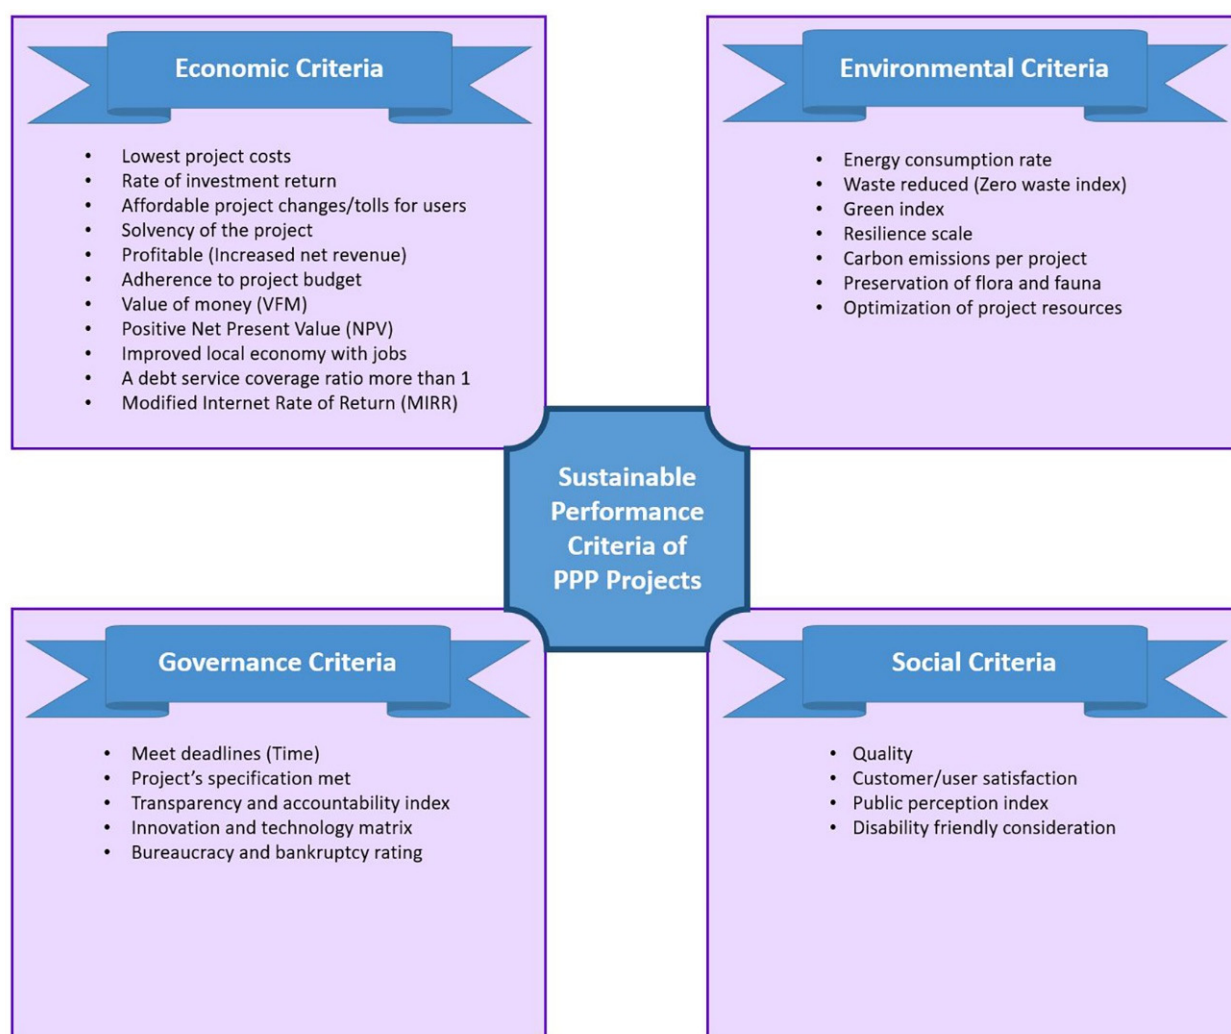 Economic Criteria
• Lowest project costs
• Rate of investment return
• Affordable project changes/tolls for users
• Solvency of the project
• Profitable (Increased net revenue)
• Adherence to project budget
• Value of money (VFM)
• Positive Net Present Value (NPV)
• Improved local economy with jobs
• A debt service coverage ratio more than 1
• Modified Internet Rate of Return (MIRR)
Environmental Criteria
• Energy consumption rate
• Waste reduced (Zero waste index)
• Green index
• Resilience scale
• Carbon emissions per project
• Preservation of flora and fauna
• Optimization of project resources
Sustainable
Performance
Criteria of
PPP Projects
Governance Criteria
• Meet deadlines (Time)
• Project’s specification met
• Transparency and accountability index
• Innovation and technology matrix
• Bureaucracy and bankruptcy rating
Social Criteria
• Quality
• Customer/user satisfaction
• Public perception index
• Disability friendly consideration